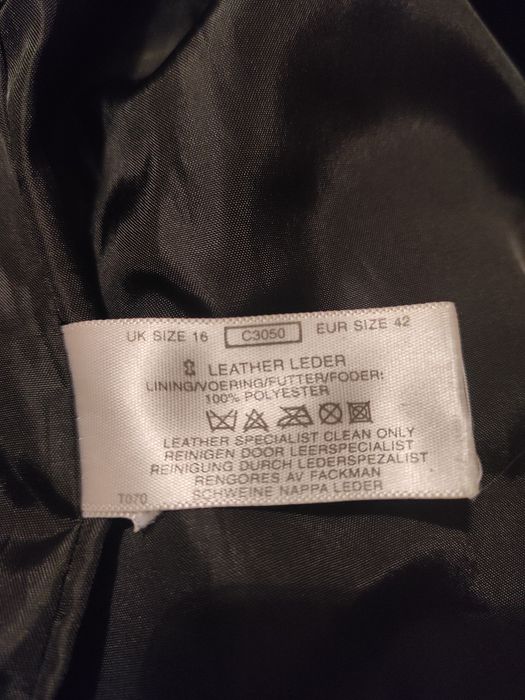 UK SIZE 16 C3050 EUR SIZE 42
LEATHER LEDER
LINING/VOERING/FUTTER/FODER:
100% POLYESTER
LEATHER SPECIALIST CLEAN ONLY
REINIGEN DOOR LEERSPECIALIST
REINIGUNG DURCH LEDERSPEZALIST
RENGORES AV FACKMAN
T070 SCHWEINE NAPPA LEDER